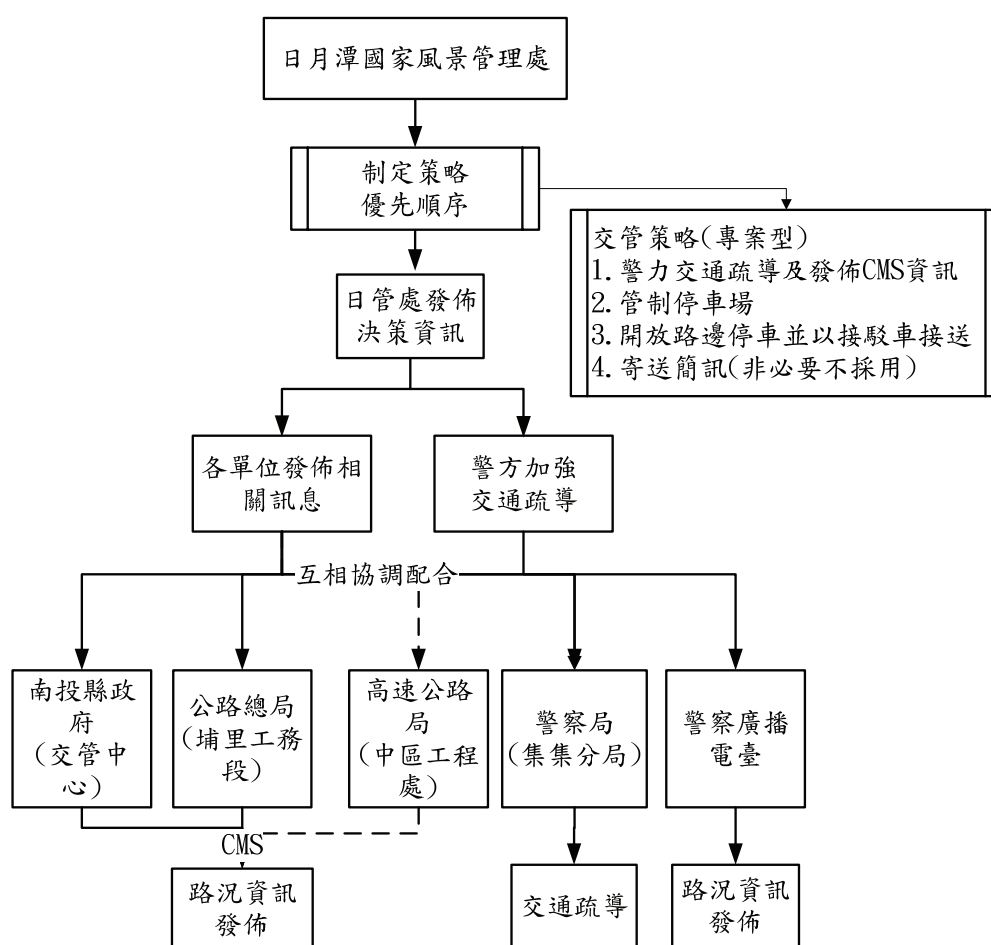 日月潭國家風景管理處
制定策略
優先順序
交管策略(專案型)
1.警力交通疏導及發佈CMS資訊
2.管制停車場
3.開放路邊停車並以接駁車接送
4.寄送簡訊(非必要不採用)
日管處發佈
決策資訊
各單位發佈相
關訊息
警方加強
交通疏導
互相協調配合
南投縣政
府
(交管中
心)
公路總局
(埔里工務
段)
高速公路
局
(中區工程
處)
警察局
(集集分局)
警察廣播
電臺
CMS
路況資訊
發佈
交通疏導
路況資訊
發佈